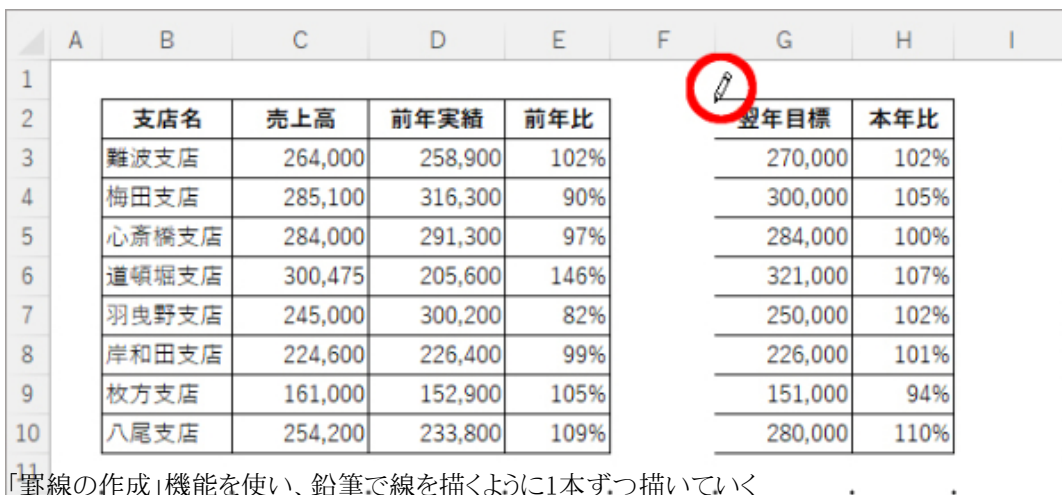 A B C D E F G H I
1
2 支店名 売上高 前年実績 前年比 翌年目標 本年比
3 難波支店 264,000 258,900 102% 270,000 102%
4 梅田支店 285,100 316,300 90% 300,000 105%
5 心斎橋支店 284,000 291,300 97% 284,000 100%
6 道頓堀支店 300,475 205,600 146% 321,000 107%
7 羽曳野支店 245,000 300,200 82% 250,000 102%
8 岸和田支店 224,600 226,400 99% 226,000 101%
9 枚方支店 161,000 152,900 105% 151,000 94%
10 八尾支店 254,200 233,800 109% 280,000 110%
11
「罫線の作成」機能を使い、鉛筆で線を描くように1本ずつ描いていく